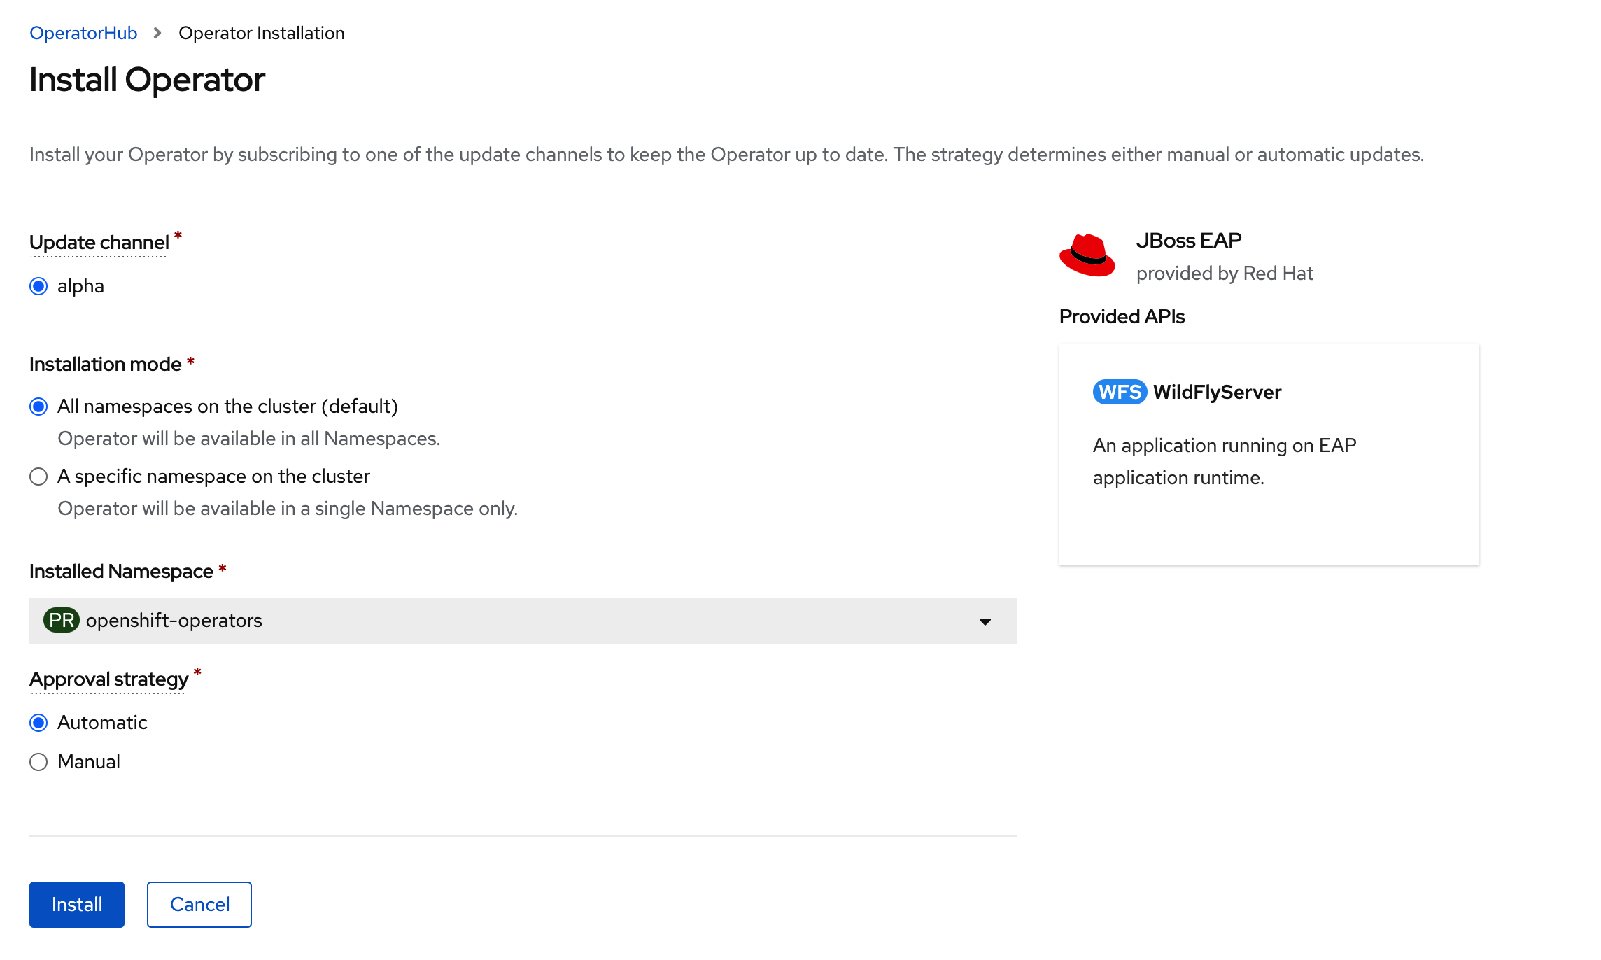 OperatorHub > Operator Installation
Install Operator
Install your Operator by subscribing to one of the update channels to keep the Operator up to date. The strategy determines either manual or automatic updates.
Update channel *
alpha
Installation mode *
All namespaces on the cluster (default)
Operator will be available in all Namespaces.
A specific namespace on the cluster
Operator will be available in a single Namespace only.
Installed Namespace *
PR openshift-operators
Approval strategy *
Automatic
Manual
Install Cancel
JBoss EAP
provided by Red Hat
Provided APIs
WFS WildFlyServer
An application running on EAP
application runtime.